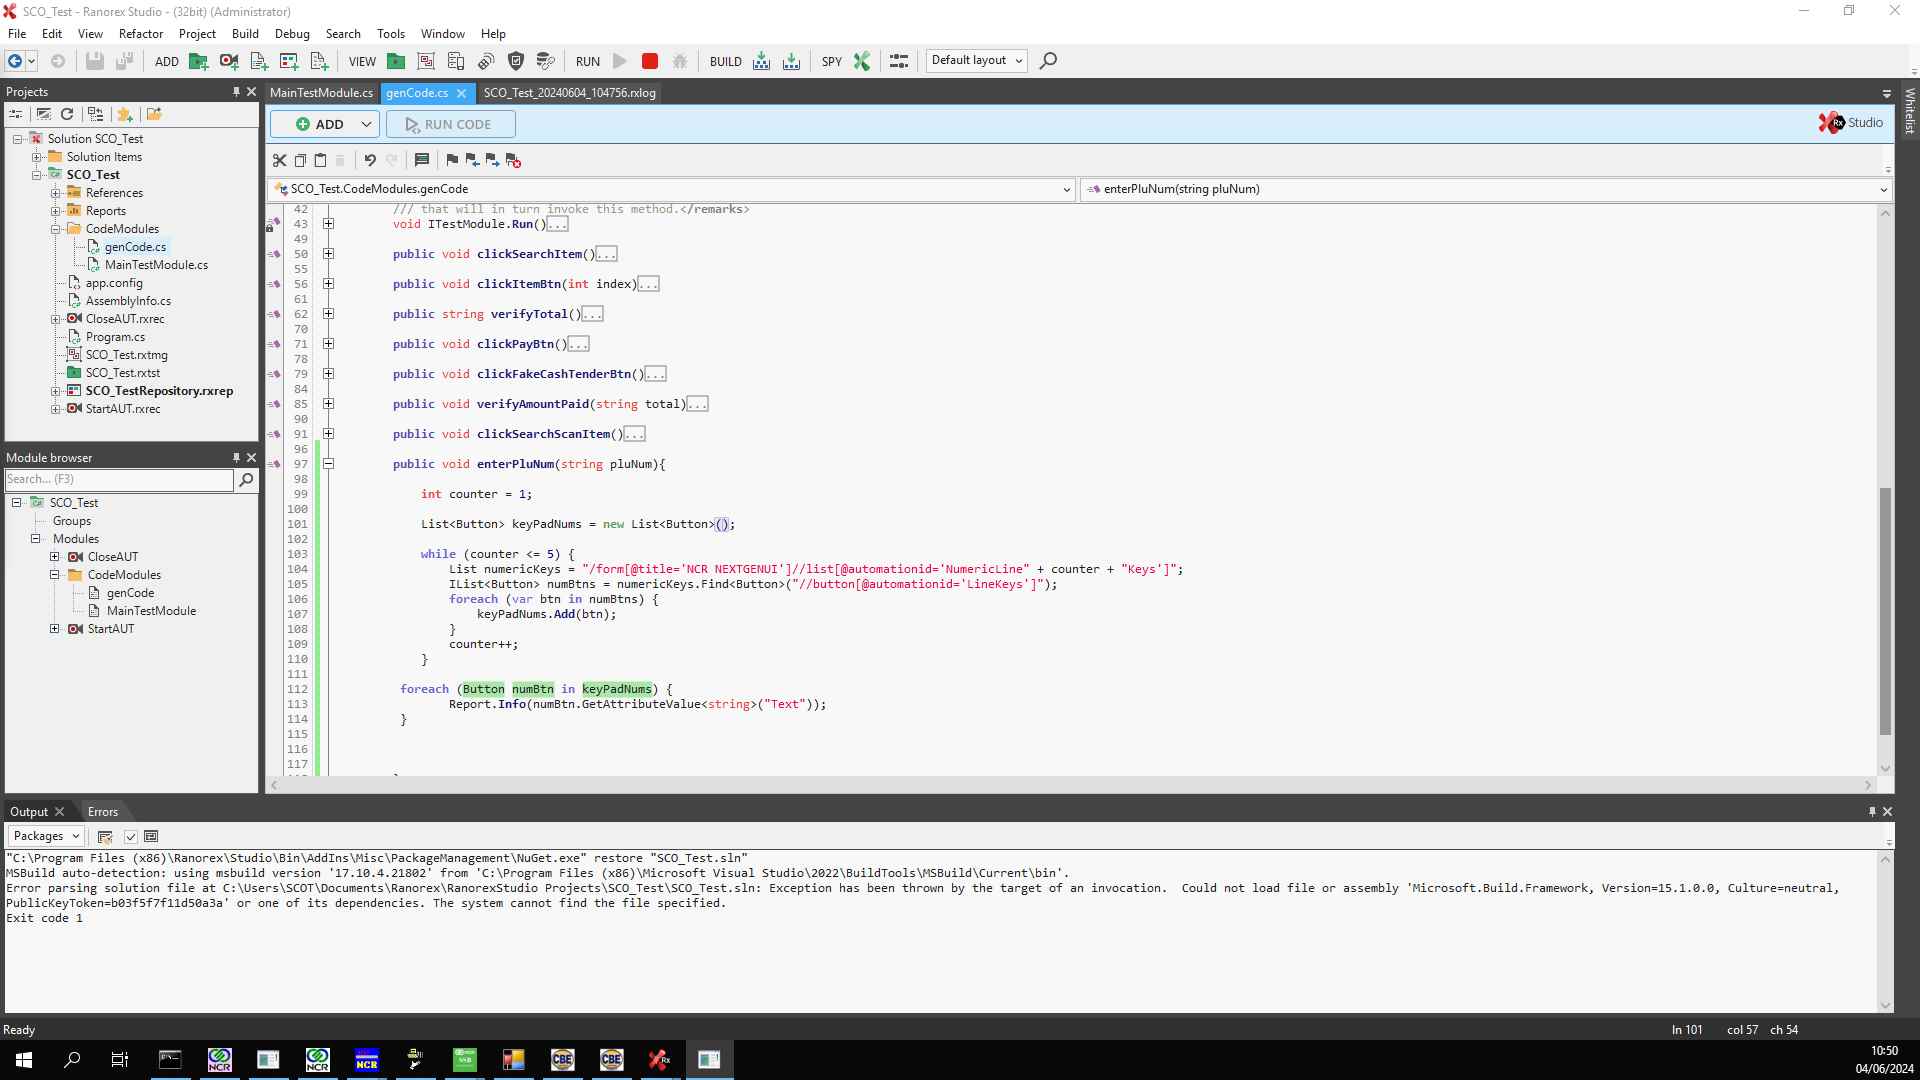 SCO_Test - Ranorex Studio - (32bit) (Administrator)
File Edit View Refactor Project Build Debug Search Tools Window Help
ADD VIEW RUN BUILD SPY Default layout
Projects
MainTestModule.cs genCode.cs SCO_Test_20240604_104756.rxlog
Whitelist
ADD RUN CODE
Rx Studio
Solution SCO_Test
Solution Items
SCO_Test
References
Reports
CodeModules
genCode.cs
MainTestModule.cs
app.config
AssemblyInfo.cs
CloseAUT.rxrec
Program.cs
SCO_Test.rxtmg
SCO_Test.rxtst
SCO_TestRepository.rxrep
StartAUT.rxrec
Module browser
Search... (F3)
SCO_Test
Groups
Modules
CloseAUT
CodeModules
genCode
MainTestModule
StartAUT
SCO_Test.CodeModules.genCode enterPluNum(string pluNum)
42 /// that will in turn invoke this method.</remarks>
43 void ITestModule.Run()...
49
50 public void clickSearchItem()...
55
56 public void clickItemBtn(int index)...
61
62 public string verifyTotal()...
70
71 public void clickPayBtn()...
78
79 public void clickFakeCashTenderBtn()...
84
85 public void verifyAmountPaid(string total)...
90
91 public void clickSearchScanItem()...
96
97 public void enterPluNum(string pluNum){
98
99 int counter = 1;
100
101 List<Button> keyPadNums = new List<Button>();
102
103 while (counter <= 5) {
104 List numericKeys = "/form[@title='NCR NEXTGENUI']//list[@automationid='NumericLine" + counter + "Keys']";
105 IList<Button> numBtns = numericKeys.Find<Button>("//button[@automationid='LineKeys']");
106 foreach (var btn in numBtns) {
107 keyPadNums.Add(btn);
108 }
109 counter++;
110 }
111
112 foreach (Button numBtn in keyPadNums) {
113 Report.Info(numBtn.GetAttributeValue<string>("Text"));
114 }
115
116
117
Output Errors
Packages
"C:\Program Files (x86)\Ranorex\Studio\Bin\AddIns\Misc\PackageManagement\NuGet.exe" restore "SCO_Test.sln"
MSBuild auto-detection: using msbuild version '17.10.4.21802' from 'C:\Program Files (x86)\Microsoft Visual Studio\2022\BuildTools\MSBuild\Current\bin'.
Error parsing solution file at C:\Users\SCOT\Documents\Ranorex\RanorexStudio Projects\SCO_Test\SCO_Test.sln: Exception has been thrown by the target of an invocation.  Could not load file or assembly 'Microsoft.Build.Framework, Version=15.1.0.0, Culture=neutral,
PublicKeyToken=b03f5f7f11d50a3a' or one of its dependencies. The system cannot find the file specified.
Exit code 1
Ready ln 101 col 57 ch 54
NCR NCR NCR SSB CBE CBE Rx
10:50
04/06/2024